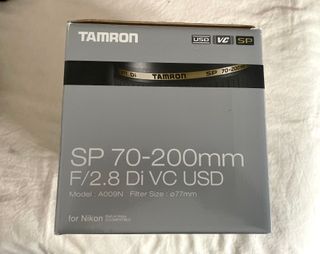 TAMRON USD VC SP
Di TAMRON SP 70-200
SP 70-200mm
F/2.8 Di VC USD
Model : A009N Filter Size : ø77mm
for Nikon